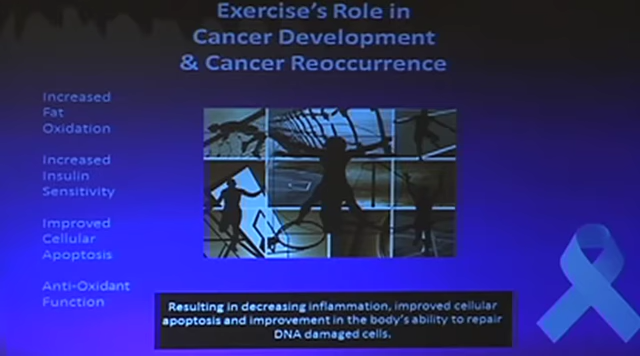 Exercise's Role in
Cancer Development
& Cancer Reoccurrence
Increased
Fat
Oxidation
Increased
Insulin
Sensitivity
Improved
Cellular
Apoptosis
Anti-Oxidant
Function
Resulting in decreasing inflammation, improved cellular
apoptosis and improvement in the body's ability to repair
DNA damaged cells.